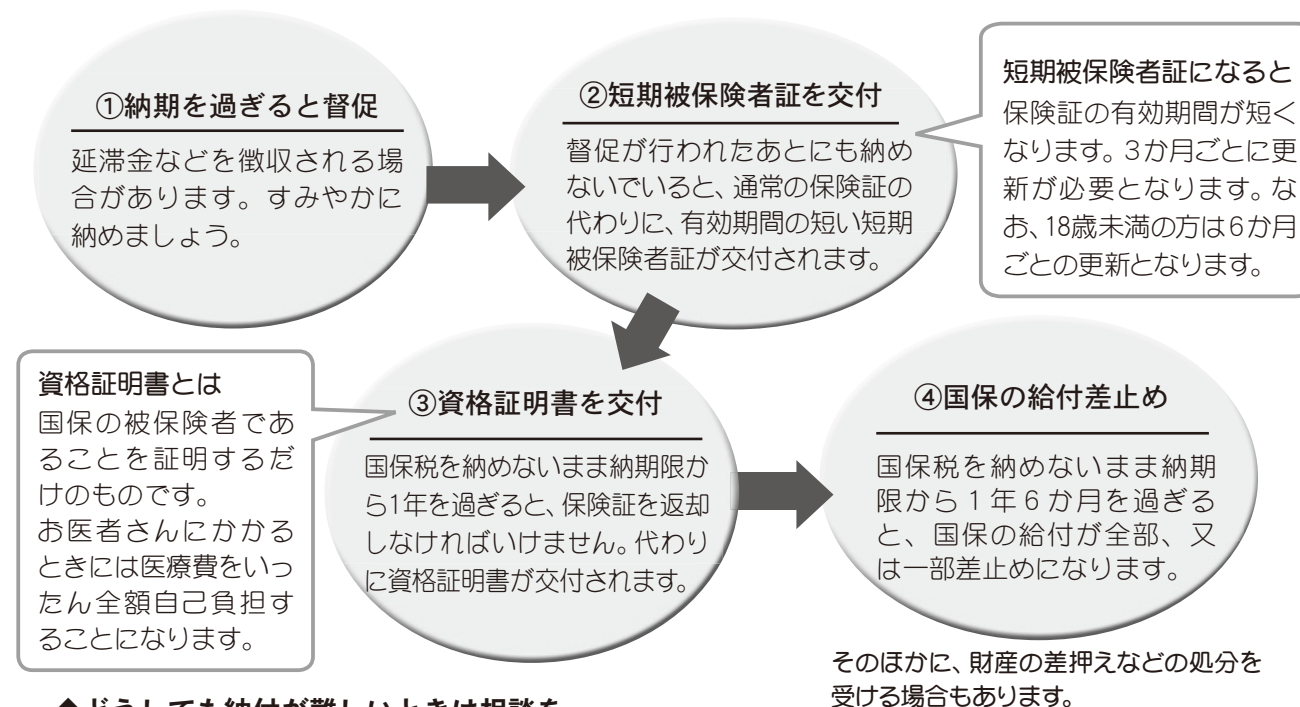 ①納期を過ぎると督促
延滞金などを徴収される場
合があります。すみやかに
納めましょう。
②短期被保険者証を交付
督促が行われたあとにも納め
ないでいると、通常の保険証の
代わりに、有効期間の短い短期
被保険者証が交付されます。
短期被保険者証になると
保険証の有効期間が短く
なります。3か月ごとに更
新が必要となります。な
お、18歳未満の方は6か月
ごとの更新となります。
③資格証明書を交付
国保税を納めないまま納期限か
ら1年を過ぎると、保険証を返却
しなければいけません。代わり
に資格証明書が交付されます。
資格証明書とは
国保の被保険者であ
ることを証明するだ
けのものです。
お医者さんにかかる
ときには医療費をいっ
たん全額自己負担す
ることになります。
④国保の給付差止め
国保税を納めないまま納期
限から1年6か月を過ぎる
と、国保の給付が全部、又
は一部差止めになります。
そのほかに、財産の差押えなどの処分を
受ける場合もあります。
◆どうしても納付が難しいときは相談を